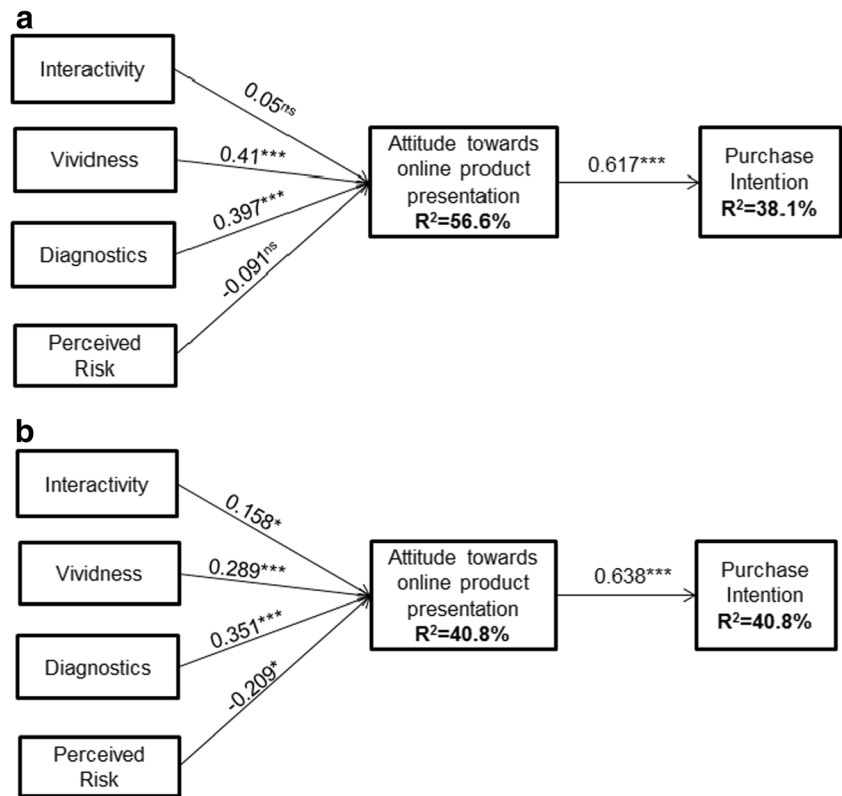 a
Interactivity
Vividness
Diagnostics
Perceived
Risk
0.05ns
0.41***
0.397***
-0.091ns
Attitude towards
online product
presentation
R²=56.6%
0.617***
Purchase
Intention
R²=38.1%
b
Interactivity
Vividness
Diagnostics
Perceived
Risk
0.158*
0.289***
0.351***
-0.209*
Attitude towards
online product
presentation
R²=40.8%
0.638***
Purchase
Intention
R²=40.8%